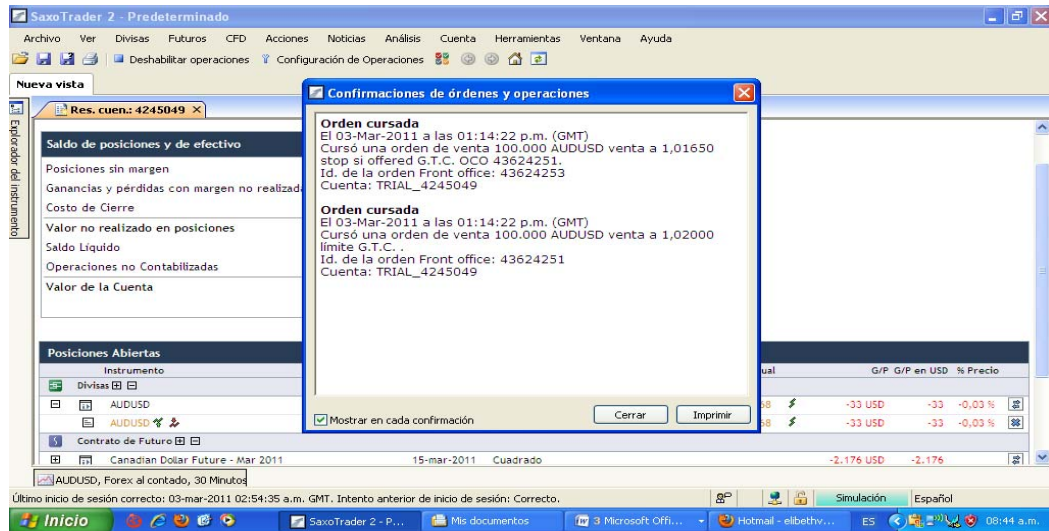 SaxoTrader 2 - Predeterminado
Archivo Ver Divisas Futuros CFD Acciones Noticias Análisis Cuenta Herramientas Ventana Ayuda
Deshabilitar operaciones Configuración de Operaciones
Nueva vista
Explorador del instrumento
Res. cuen.: 4245049
Saldo de posiciones y de efectivo
Posiciones sin margen
Ganancias y pérdidas con margen no realizad
Costo de Cierre
Valor no realizado en posiciones
Saldo Líquido
Operaciones no Contabilizadas
Valor de la Cuenta
Confirmaciones de órdenes y operaciones
Orden cursada
El 03-Mar-2011 a las 01:14:22 p.m. (GMT)
Cursó una orden de venta 100.000 AUDUSD venta a 1,01650
stop si offered G.T.C. OCO 43624251.
Id. de la orden Front office: 43624253
Cuenta: TRIAL_4245049
Orden cursada
El 03-Mar-2011 a las 01:14:22 p.m. (GMT)
Cursó una orden de venta 100.000 AUDUSD venta a 1,02000
límite G.T.C. .
Id. de la orden Front office: 43624251
Cuenta: TRIAL_4245049
Mostrar en cada confirmación
Cerrar Imprimir
Posiciones Abiertas
Instrumento ual G/P G/P en USD % Precio
Divisas
AUDUSD 58 -33 USD -33 -0,03 %
AUDUSD 58 -33 USD -33 -0,03 %
Contrato de Futuro
Canadian Dollar Future - Mar 2011 15-mar-2011 Cuadrado -2.176 USD -2.176
AUDUSD, Forex al contado, 30 Minutos
Último inicio de sesión correcto: 03-mar-2011 02:54:35 a.m. GMT. Intento anterior de inicio de sesión: Correcto. Simulación Español
Inicio SaxoTrader 2 - P... Mis documentos 3 Microsoft Offi... Hotmail - elibethv... ES 08:44 a.m.